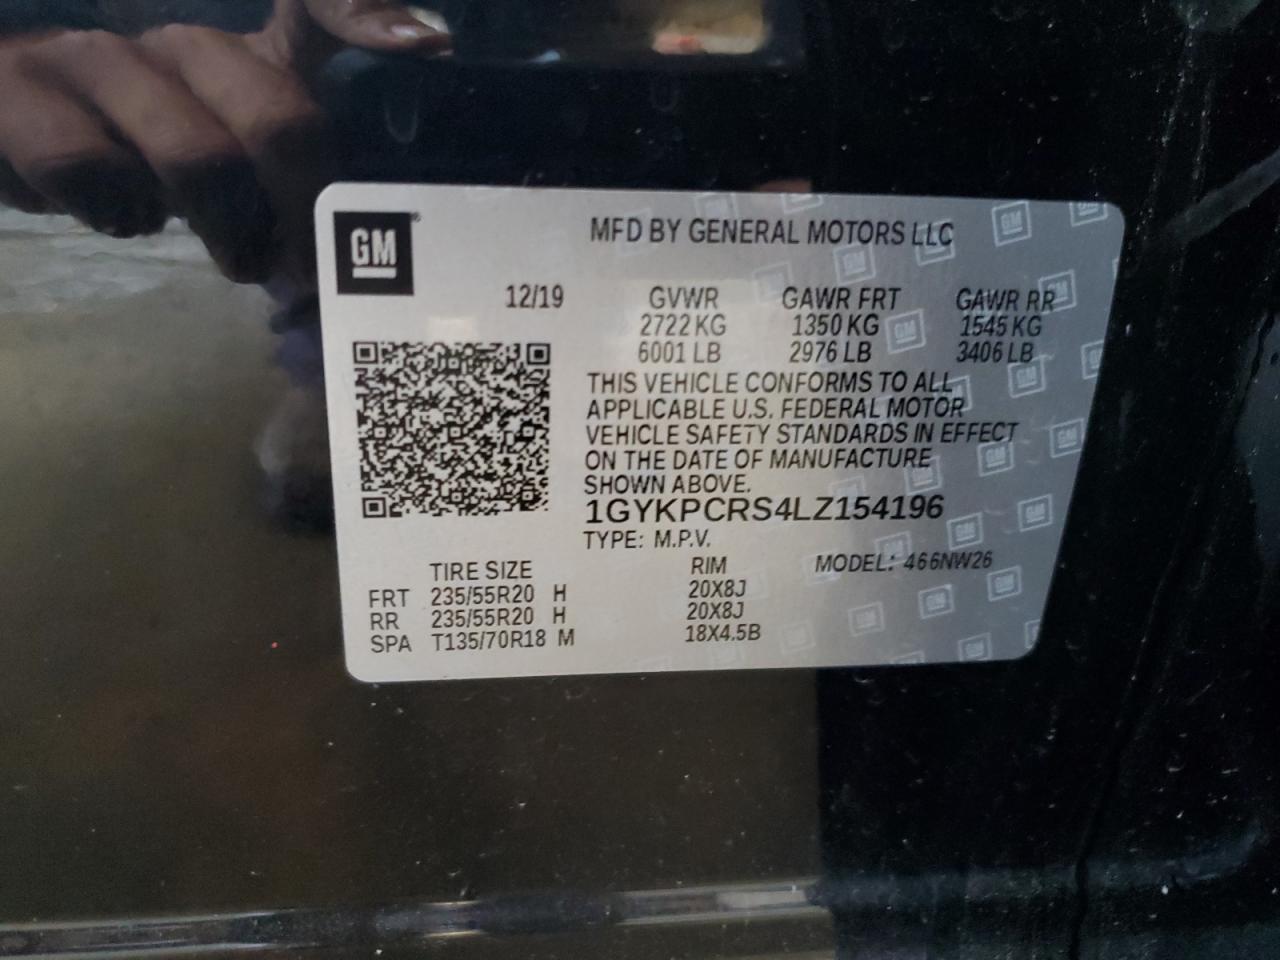 GM
MFD BY GENERAL MOTORS LLC
12/19 GVWR GAWR FRT GAWR RR
2722 KG 1350 KG 1545 KG
6001 LB 2976 LB 3406 LB
THIS VEHICLE CONFORMS TO ALL
APPLICABLE U.S. FEDERAL MOTOR
VEHICLE SAFETY STANDARDS IN EFFECT
ON THE DATE OF MANUFACTURE
SHOWN ABOVE.
1GYKPCRS4LZ154196
TYPE: M.P.V.
TIRE SIZE RIM MODEL: 466NW26
FRT 235/55R20 H 20X8J
RR 235/55R20 H 20X8J
SPA T135/70R18 M 18X4.5B